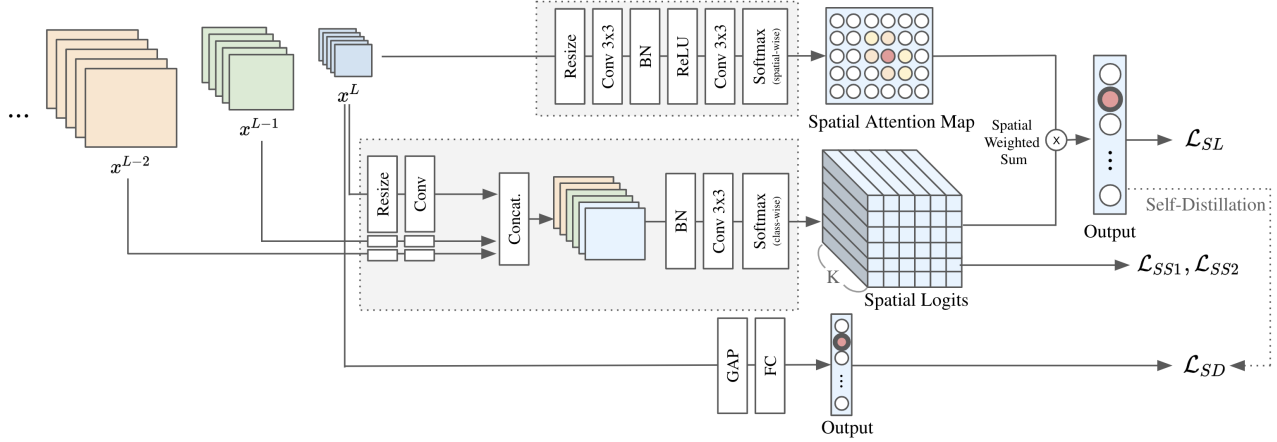 ...
x^{L-2}
x^{L-1}
x^L
Resize
Conv 3x3
BN
ReLU
Conv 3x3
Softmax
(spatial-wise)
Spatial Attention Map
Spatial
Weighted
Sum
x
...
Output
ℒ_{SL}
Self-Distillation
Resize
Conv
Concat.
BN
Conv 3x3
Softmax
(class-wise)
K
Spatial Logits
ℒ_{SS1}, ℒ_{SS2}
GAP
FC
...
Output
ℒ_{SD}